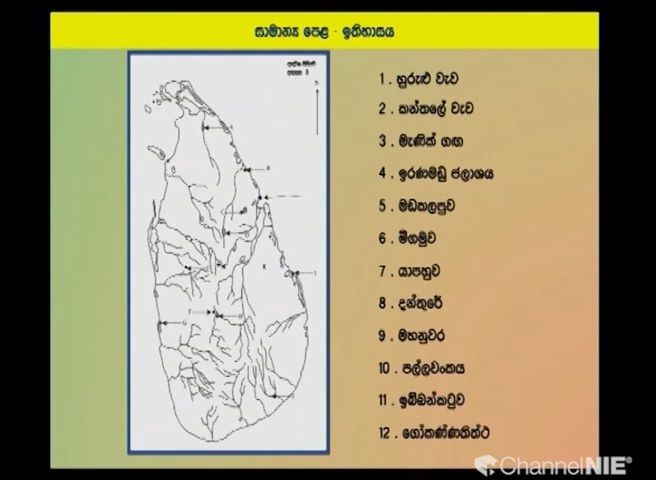 සාමාන්‍ය පෙළ - ඉතිහාසය
1 . හුරුළු වැව
2 . කන්තලේ වැව
3 . මැණික් ගඟ
4 . ඉරණමඩු ජලාශය
5 . මඩකලපුව
6 . මීගමුව
7 . යාපහුව
8 . දන්තුරේ
9 . මහනුවර
10 . පල්ලවංකය
11 . ඉබ්බන්කටුව
12 . ගෝකණ්ණතිත්ථ
ChannelNIE